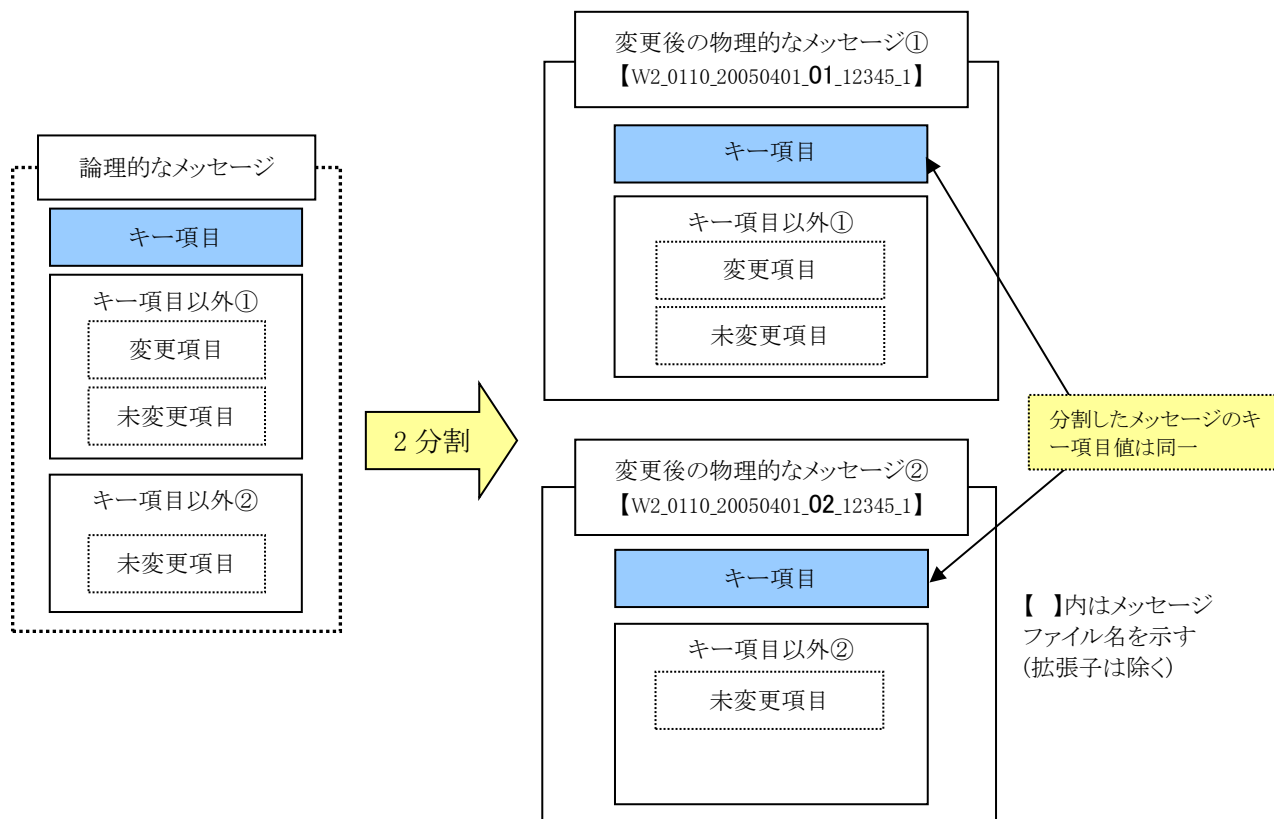 論理的なメッセージ
キー項目
キー項目以外①
変更項目
未変更項目
キー項目以外②
未変更項目
2 分割
変更後の物理的なメッセージ①
【W2_0110_20050401_01_12345_1】
キー項目
キー項目以外①
変更項目
未変更項目
変更後の物理的なメッセージ②
【W2_0110_20050401_02_12345_1】
キー項目
キー項目以外②
未変更項目
分割したメッセージのキ
ー項目値は同一
【 】内はメッセージ
ファイル名を示す
(拡張子は除く)